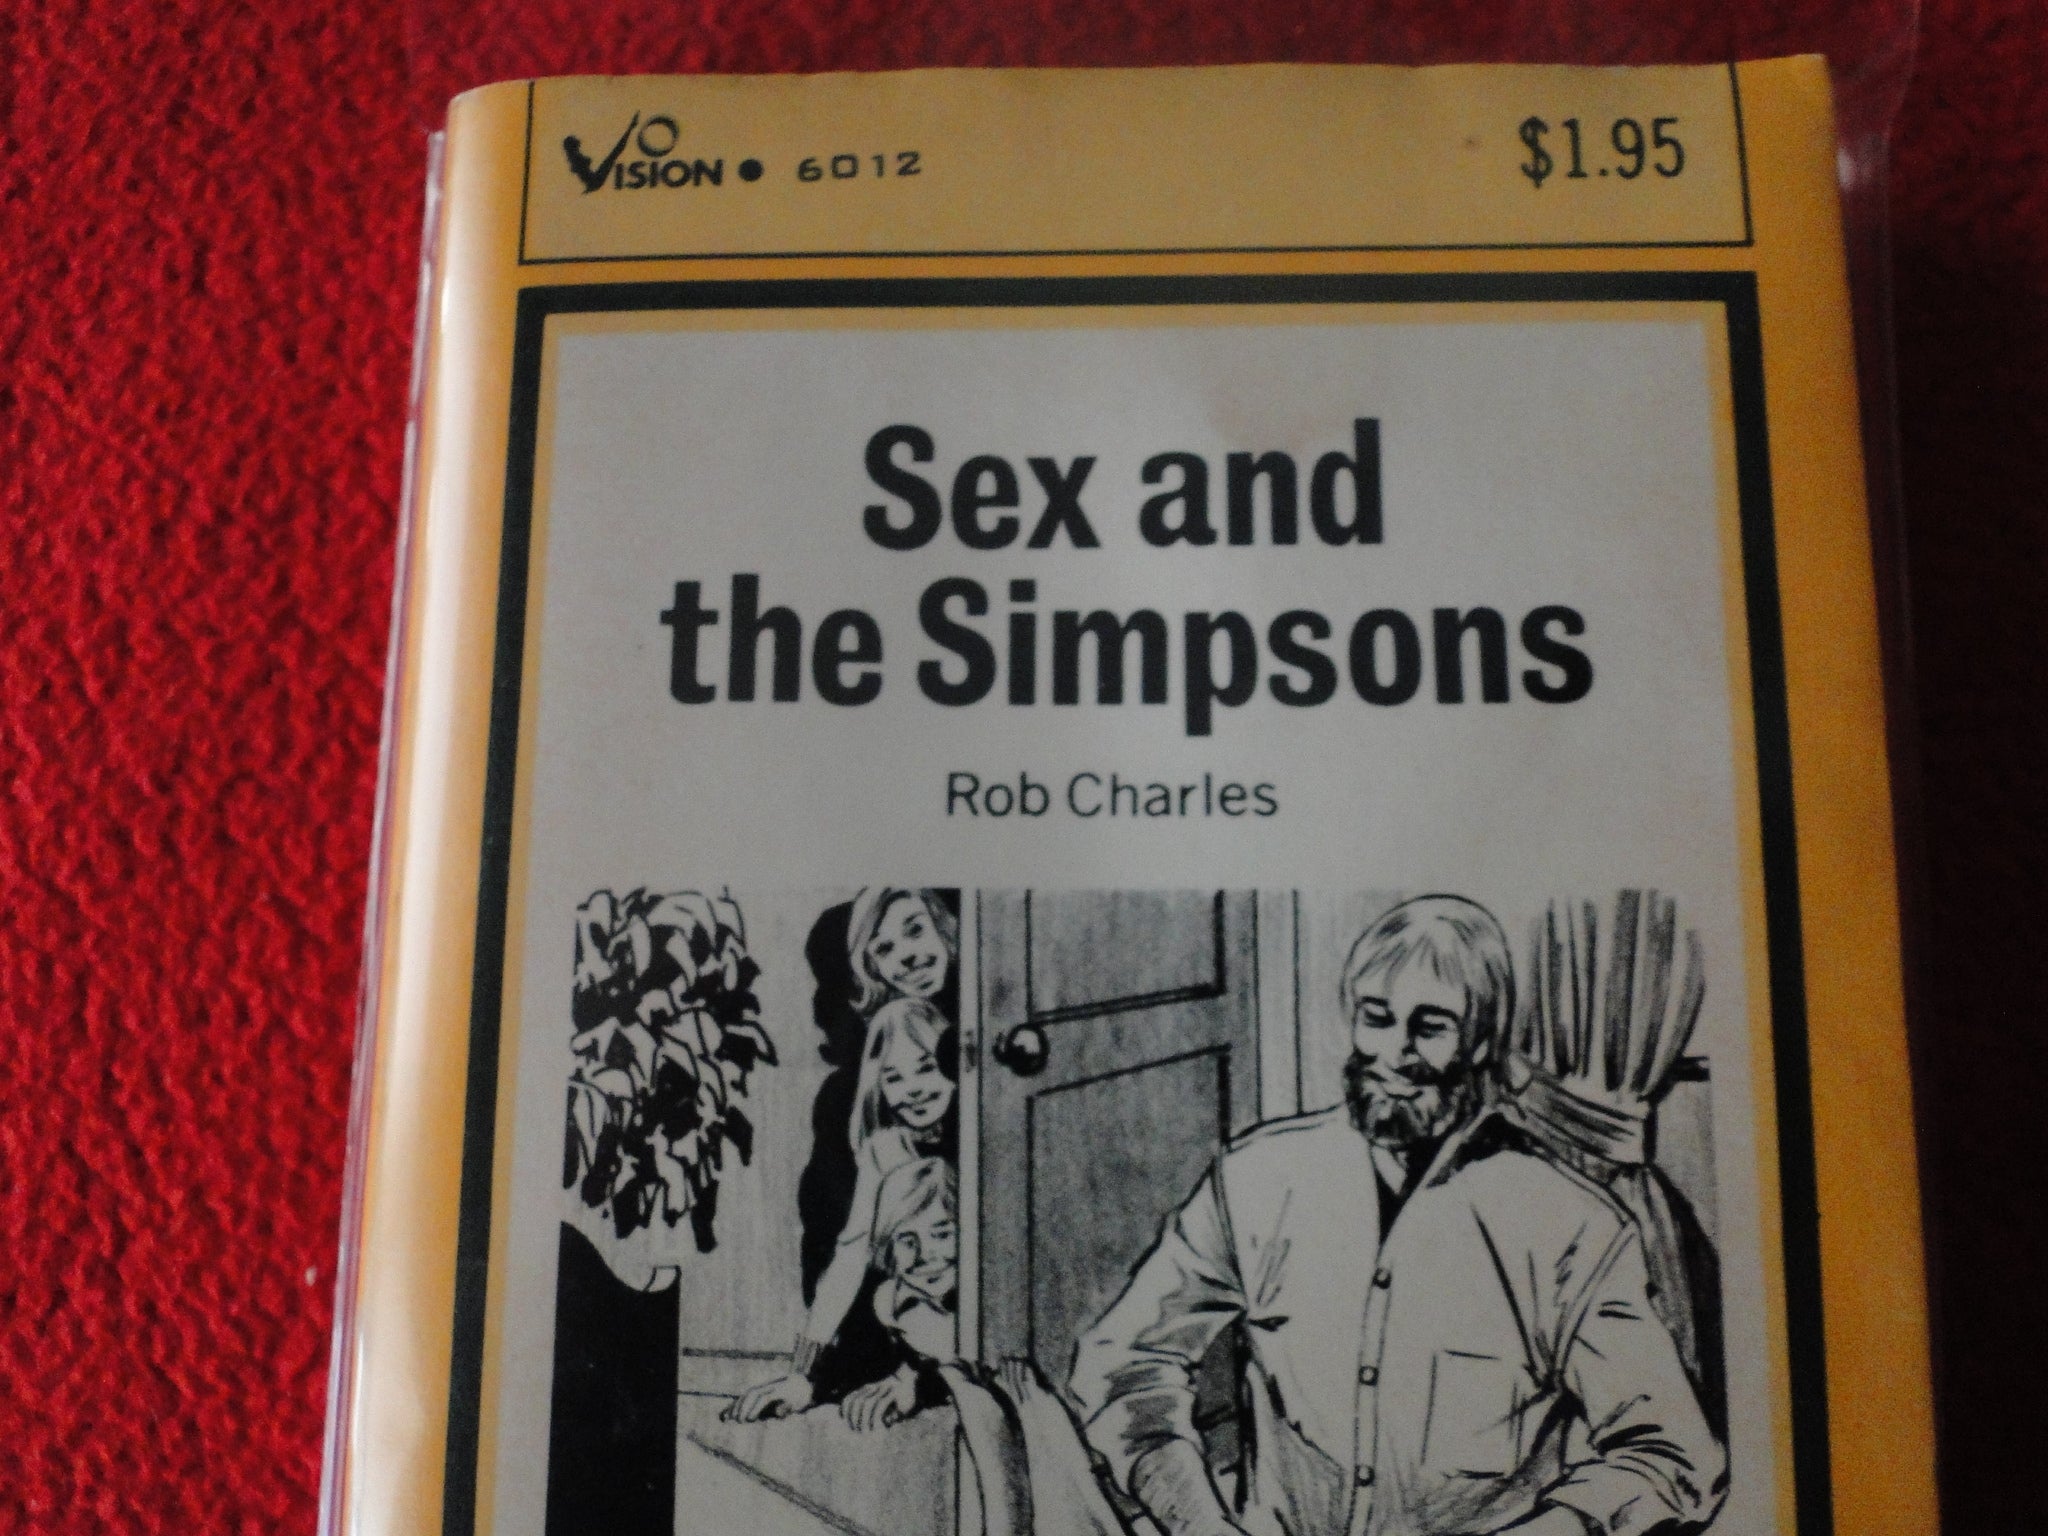 VISION • 6012
$1.95
Sex and
the Simpsons
Rob Charles